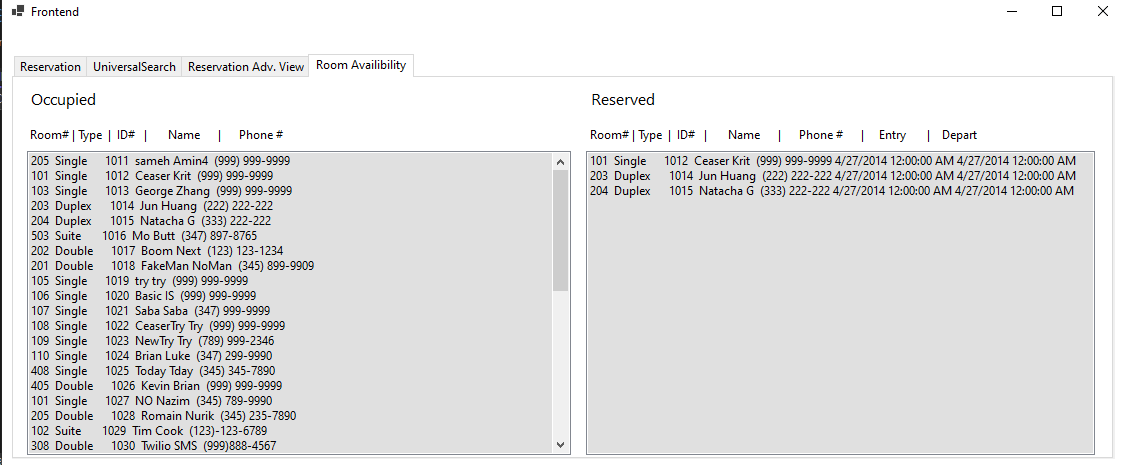 Frontend
Reservation UniversalSearch Reservation Adv. View Room Availibility
Occupied
Room# | Type | ID# | Name | Phone #
205 Single 1011 sameh Amin4 (999) 999-9999
101 Single 1012 Ceaser Krit (999) 999-9999
103 Single 1013 George Zhang (999) 999-9999
203 Duplex 1014 Jun Huang (222) 222-222
204 Duplex 1015 Natacha G (333) 222-222
503 Suite 1016 Mo Butt (347) 897-8765
202 Double 1017 Boom Next (123) 123-1234
201 Double 1018 FakeMan NoMan (345) 899-9909
105 Single 1019 try try (999) 999-9999
106 Single 1020 Basic IS (999) 999-9999
107 Single 1021 Saba Saba (347) 999-9999
108 Single 1022 CeaserTry Try (999) 999-9999
109 Single 1023 NewTry Try (789) 999-2346
110 Single 1024 Brian Luke (347) 299-9990
408 Single 1025 Today Tday (345) 345-7890
405 Double 1026 Kevin Brian (999) 999-9999
101 Single 1027 NO Nazim (345) 789-9990
205 Double 1028 Romain Nurik (345) 235-7890
102 Suite 1029 Tim Cook (123)-123-6789
308 Double 1030 Twilio SMS (999)888-4567
Reserved
Room# | Type | ID# | Name | Phone # | Entry | Depart
101 Single 1012 Ceaser Krit (999) 999-9999 4/27/2014 12:00:00 AM 4/27/2014 12:00:00 AM
203 Duplex 1014 Jun Huang (222) 222-222 4/27/2014 12:00:00 AM 4/27/2014 12:00:00 AM
204 Duplex 1015 Natacha G (333) 222-222 4/27/2014 12:00:00 AM 4/27/2014 12:00:00 AM